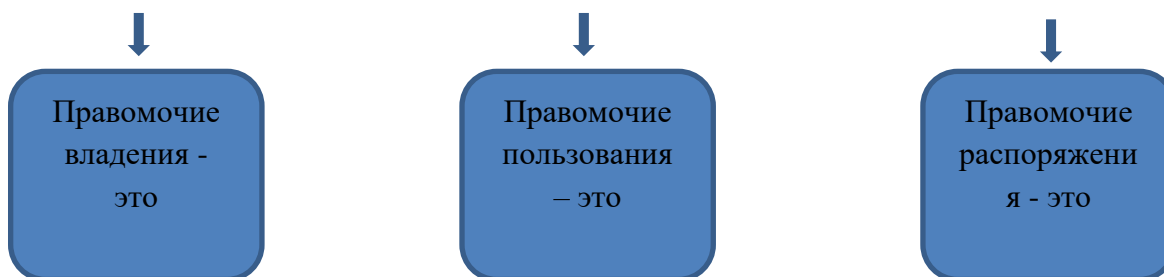 Правомочие
владения -
это
Правомочие
пользования
– это
Правомочие
распоряжени
я - это